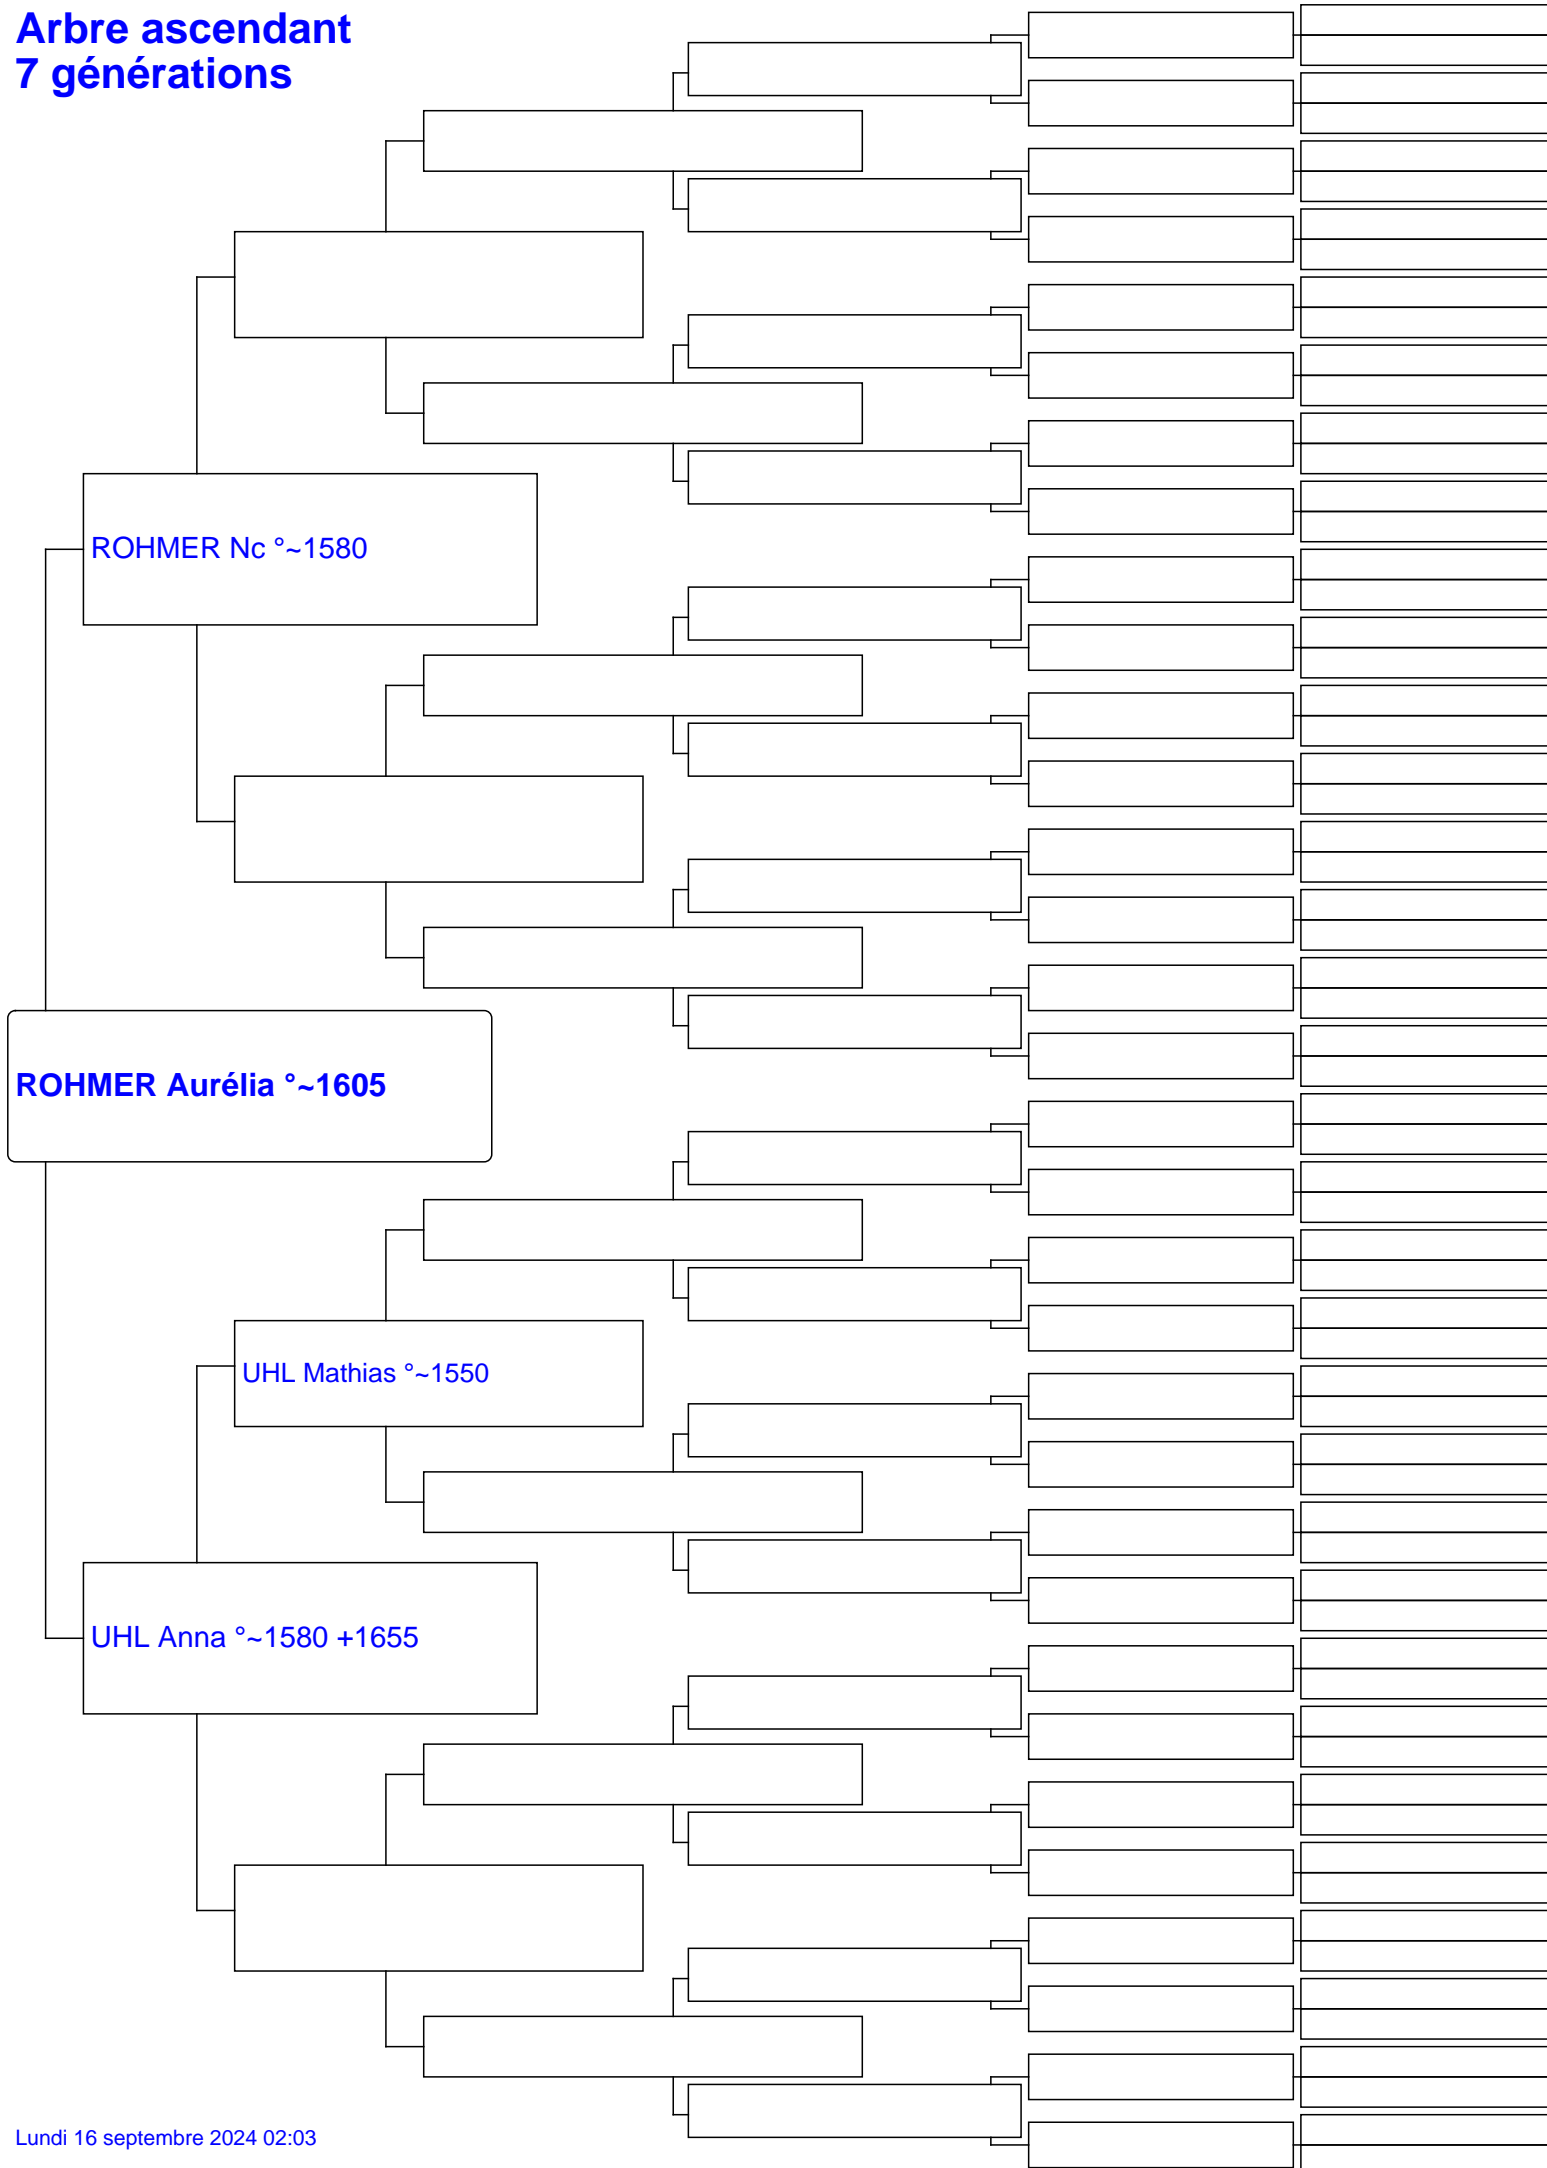 Arbre ascendant
7 générations
ROHMER Nc °~1580
ROHMER Aurélia °~1605
UHL Mathias °~1550
UHL Anna °~1580 +1655
Lundi 16 septembre 2024 02:03